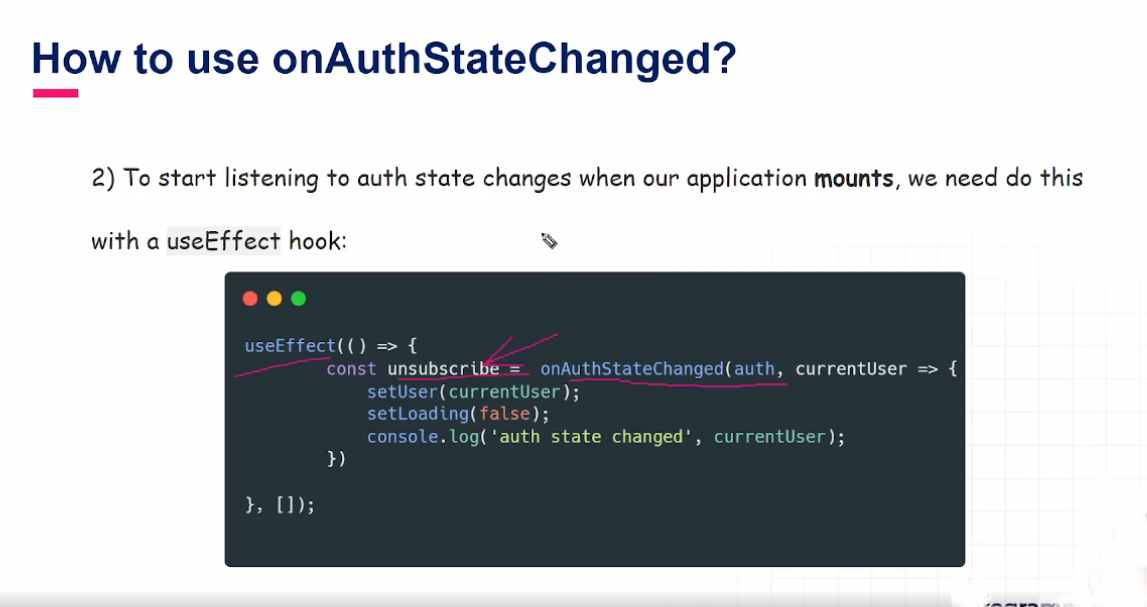 How to use onAuthStateChanged?
2) To start listening to auth state changes when our application mounts, we need do this
with a useEffect hook:
useEffect(() => {
const unsubscribe = onAuthStateChanged(auth, currentUser => {
setUser(currentUser);
setLoading(false);
console.log('auth state changed', currentUser);
})
}, []);